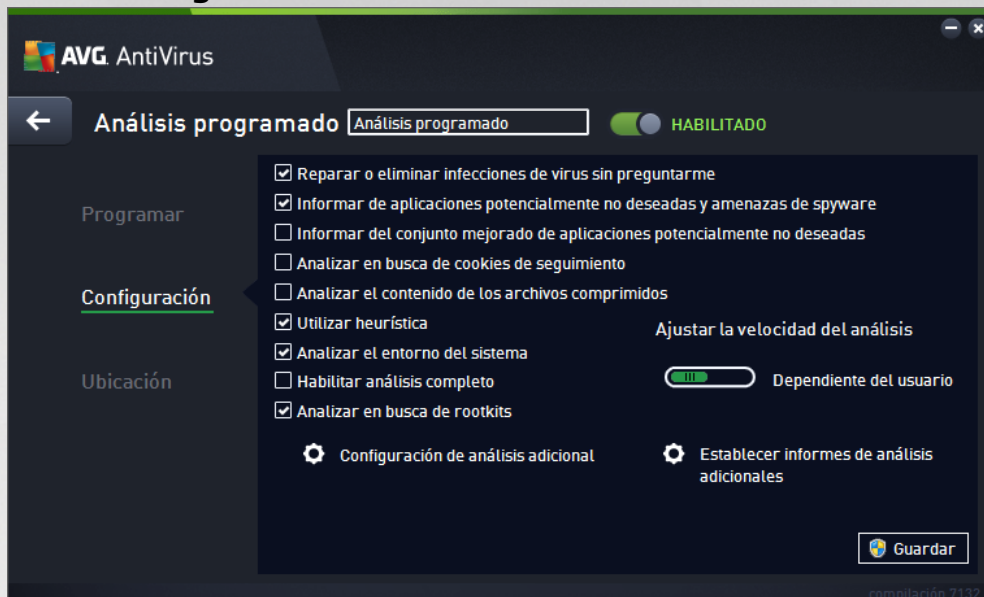 AVG. AntiVirus
Análisis programado Análisis programado HABILITADO
Reparar o eliminar infecciones de virus sin preguntarme
Programar
Informar de aplicaciones potencialmente no deseadas y amenazas de spyware
Informar del conjunto mejorado de aplicaciones potencialmente no deseadas
Analizar en busca de cookies de seguimiento
Configuración
Analizar el contenido de los archivos comprimidos
Utilizar heurística
Ajustar la velocidad del análisis
Analizar el entorno del sistema
Ubicación
Habilitar análisis completo
Dependiente del usuario
Analizar en busca de rootkits
Configuración de análisis adicional
Establecer informes de análisis
adicionales
Guardar
compilación 7132